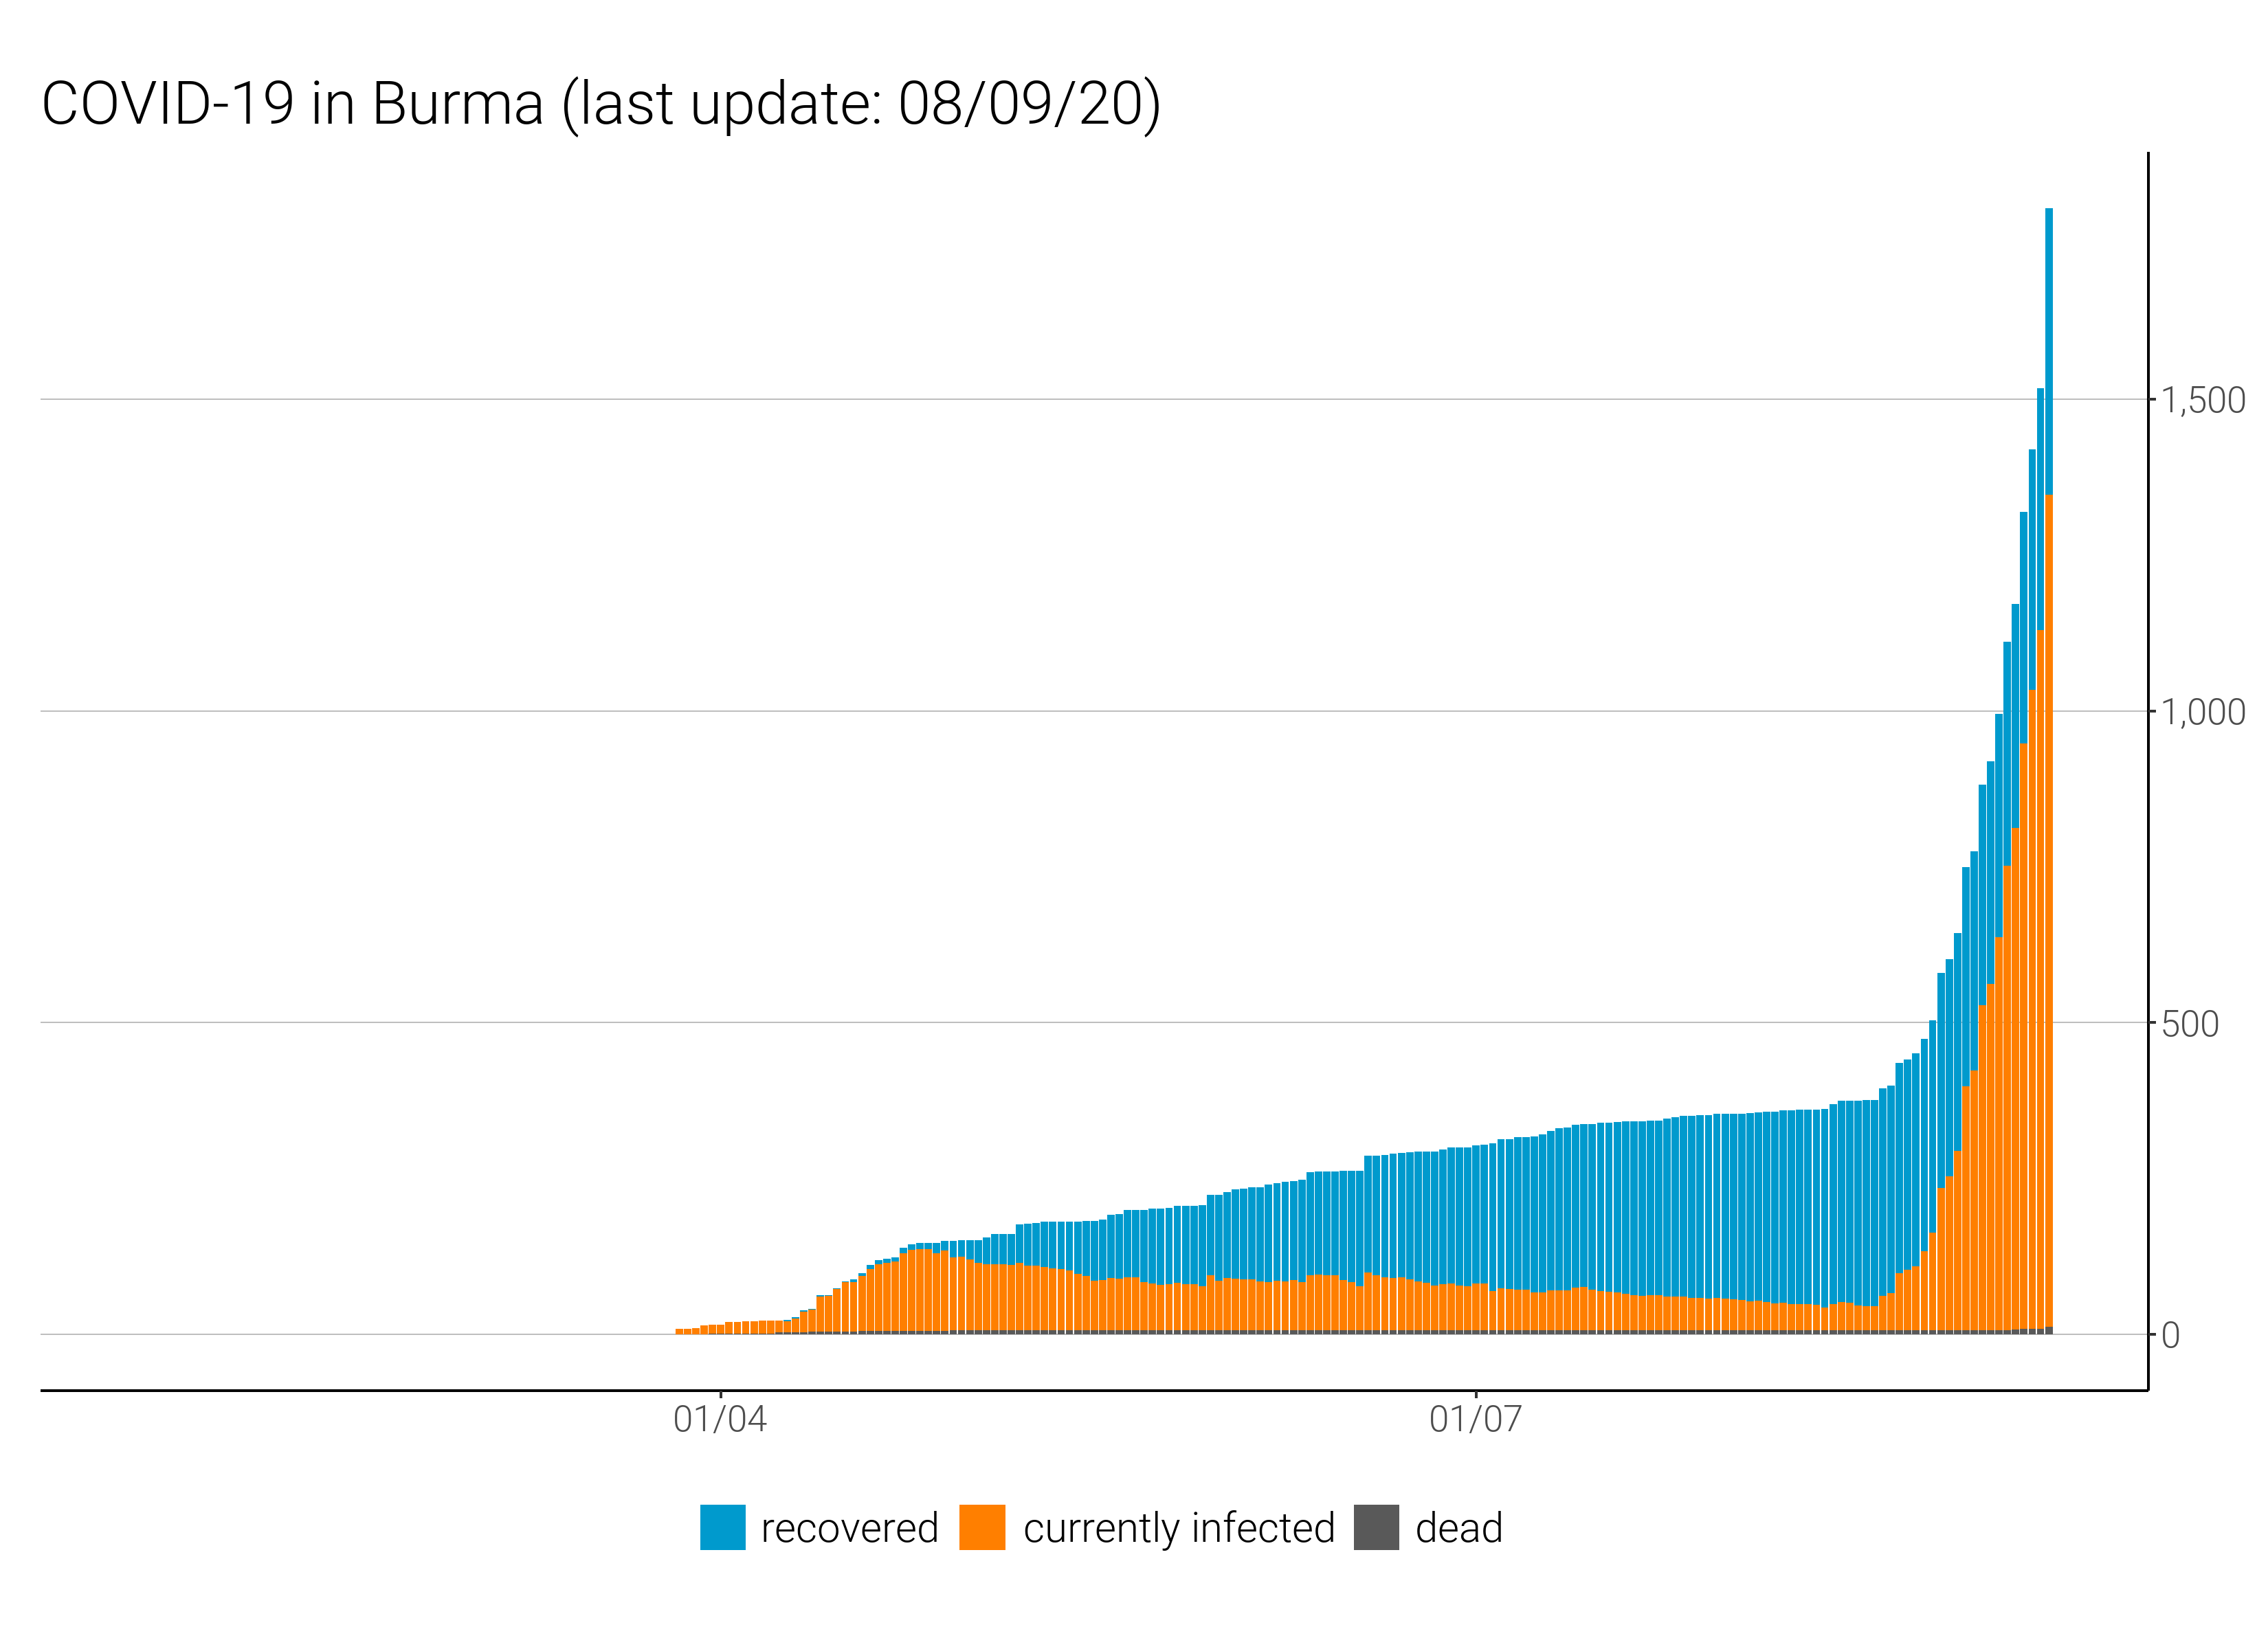 COVID-19 in Burma (last update: 08/09/20)
1,500
1,000
500
0
01/04 01/07
recovered currently infected dead